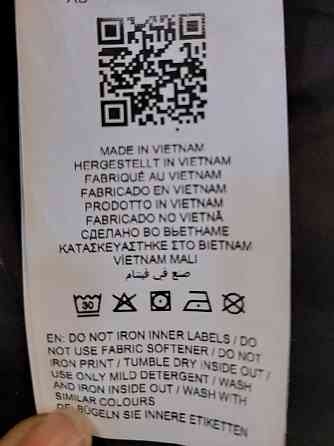 MADE IN VIETNAM
HERGESTELLT IN VIETNAM
FABRIQUÉ AU VIETNAM
FABRICADO EN VIETNAM
PRODOTTO IN VIETNAM
FABRICADO NO VIETNÃ
СДЕЛАНО ВО ВЬЕТНАМЕ
ΚΑΤΑΣΚΕΥΑΣΤΗΚΕ ΣΤΟ ΒΙΕΤΝΑΜ
VİETNAM MALI
صنع في فيتنام
30
EN: DO NOT IRON INNER LABELS / DO
NOT USE FABRIC SOFTENER / DO NOT
IRON PRINT / TUMBLE DRY INSIDE OUT /
USE ONLY MILD DETERGENT / WASH
AND IRON INSIDE OUT / WASH WITH
SIMILAR COLOURS
DE: BÜGELN SIE INNERE ETIKETTEN